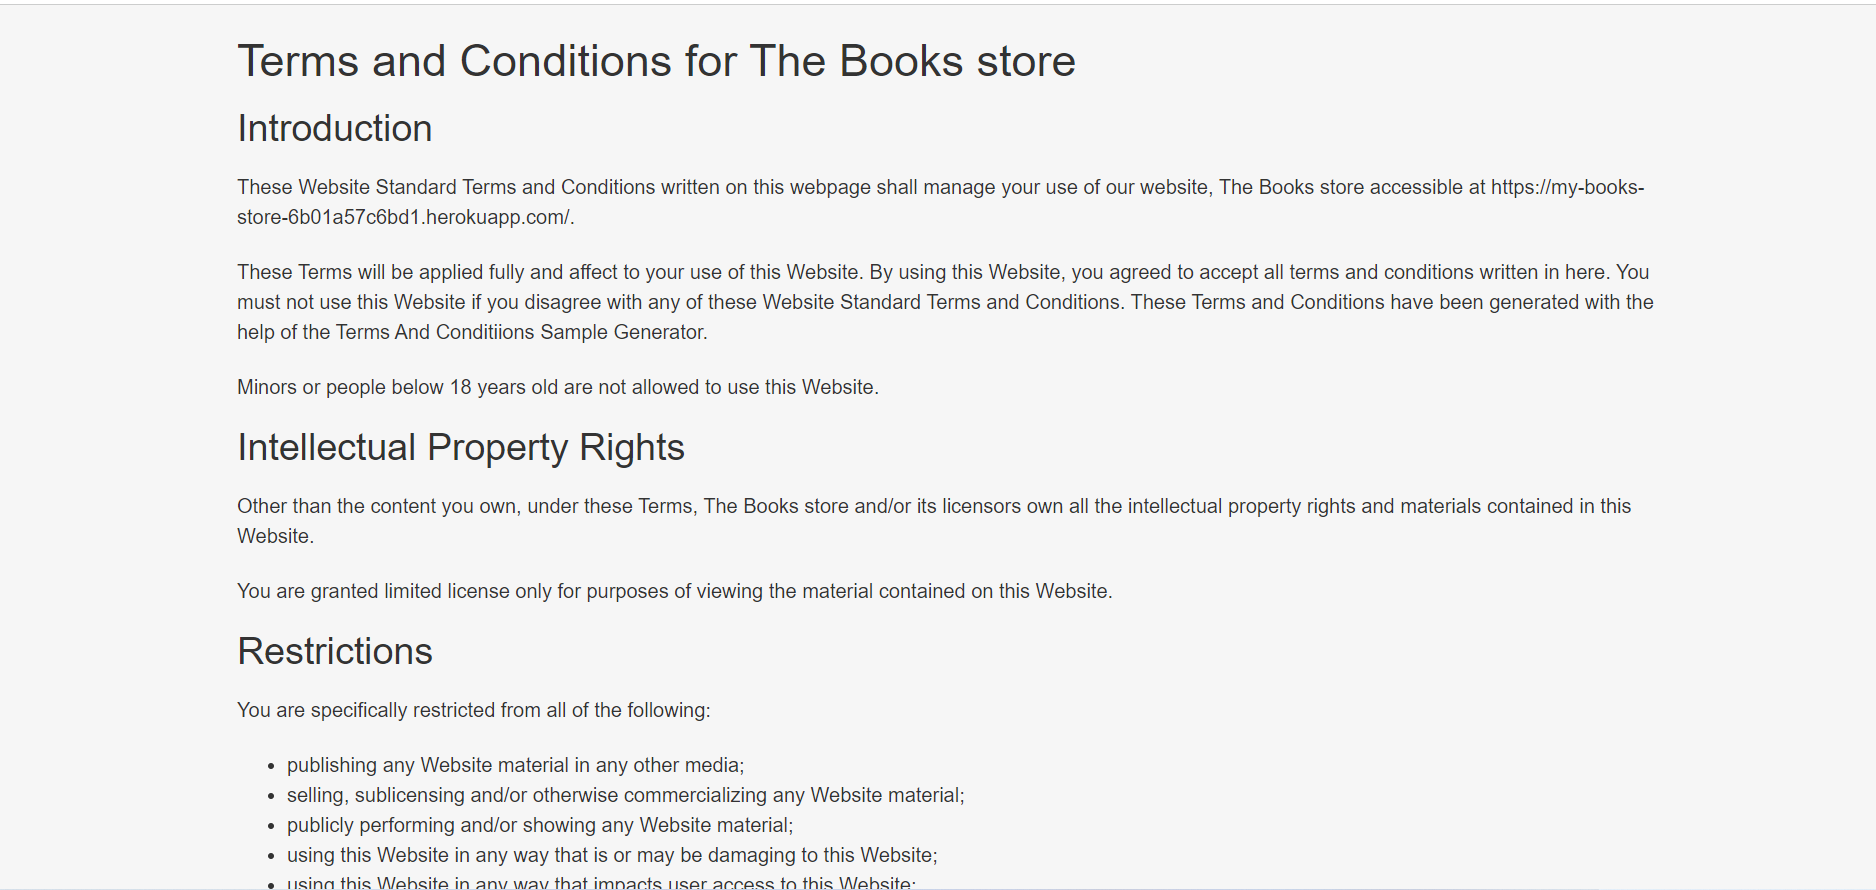 Terms and Conditions for The Books store
Introduction
These Website Standard Terms and Conditions written on this webpage shall manage your use of our website, The Books store accessible at https://my-books-
store-6b01a57c6bd1.herokuapp.com/.
These Terms will be applied fully and affect to your use of this Website. By using this Website, you agreed to accept all terms and conditions written in here. You
must not use this Website if you disagree with any of these Website Standard Terms and Conditions. These Terms and Conditions have been generated with the
help of the Terms And Conditiions Sample Generator.
Minors or people below 18 years old are not allowed to use this Website.
Intellectual Property Rights
Other than the content you own, under these Terms, The Books store and/or its licensors own all the intellectual property rights and materials contained in this
Website.
You are granted limited license only for purposes of viewing the material contained on this Website.
Restrictions
You are specifically restricted from all of the following:
• publishing any Website material in any other media;
• selling, sublicensing and/or otherwise commercializing any Website material;
• publicly performing and/or showing any Website material;
• using this Website in any way that is or may be damaging to this Website;
• using this Website in any way that impacts user access to this Website;